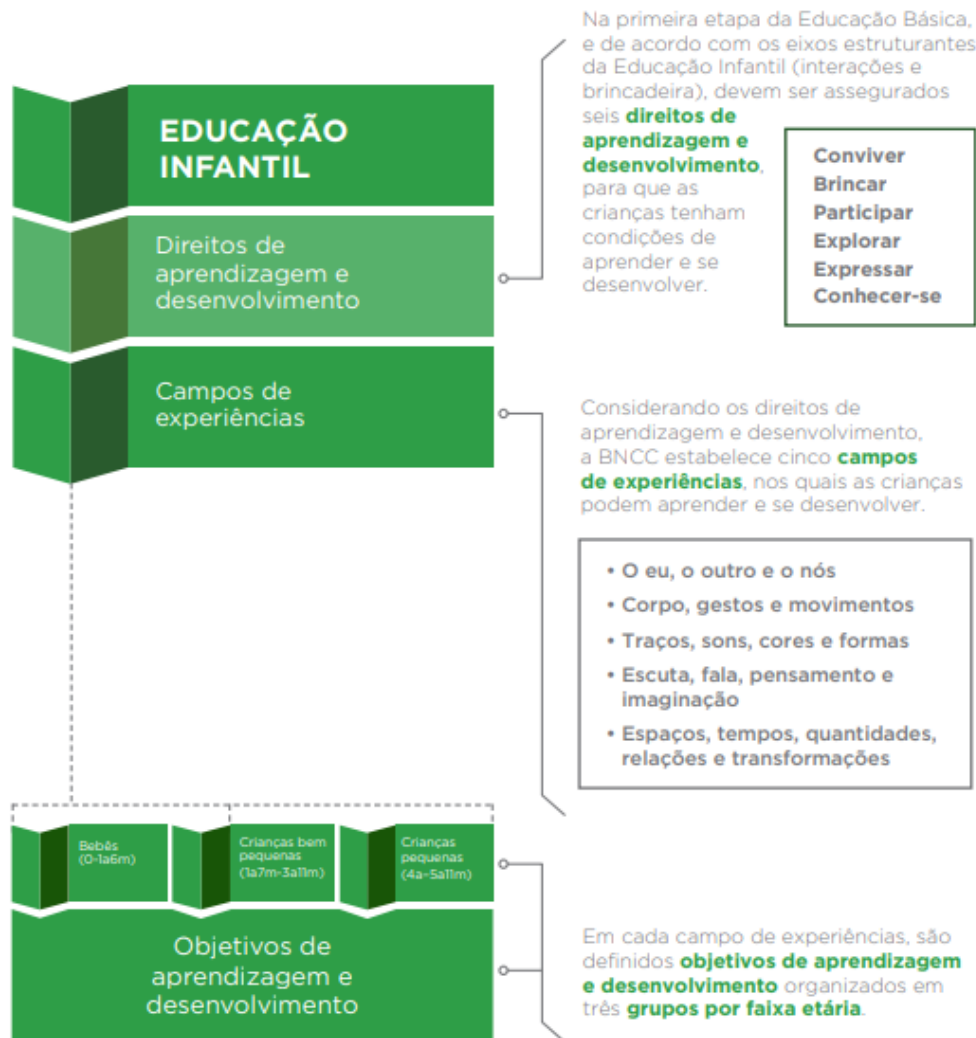 EDUCAÇÃO
INFANTIL
Direitos de
aprendizagem e
desenvolvimento
Na primeira etapa da Educação Básica,
e de acordo com os eixos estruturantes
da Educação Infantil (interações e
brincadeira), devem ser assegurados
seis direitos de
aprendizagem e
desenvolvimento,
para que as
crianças tenham
condições de
aprender e se
desenvolver.
Conviver
Brincar
Participar
Explorar
Expressar
Conhecer-se
Campos de
experiências
Considerando os direitos de
aprendizagem e desenvolvimento,
a BNCC estabelece cinco campos
de experiências, nos quais as crianças
podem aprender e se desenvolver.
• O eu, o outro e o nós
• Corpo, gestos e movimentos
• Traços, sons, cores e formas
• Escuta, fala, pensamento e
imaginação
• Espaços, tempos, quantidades,
relações e transformações
Bebês
(0-1a6m)
Crianças bem
pequenas
(1a7m-3a11m)
Crianças
pequenas
(4a–5a11m)
Objetivos de
aprendizagem e
desenvolvimento
Em cada campo de experiências, são
definidos objetivos de aprendizagem
e desenvolvimento organizados em
três grupos por faixa etária.